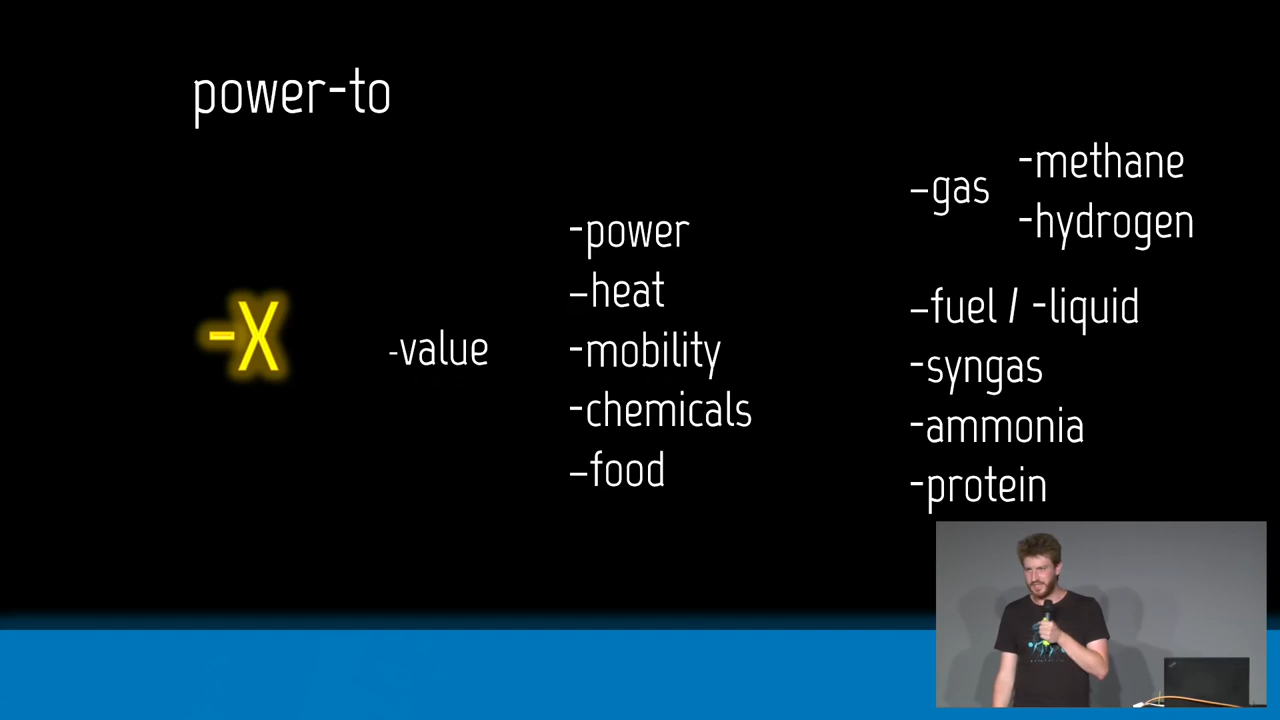 power-to
-X
-value
-power
-heat
-mobility
-chemicals
-food
-gas
-methane
-hydrogen
-fuel / -liquid
-syngas
-ammonia
-protein